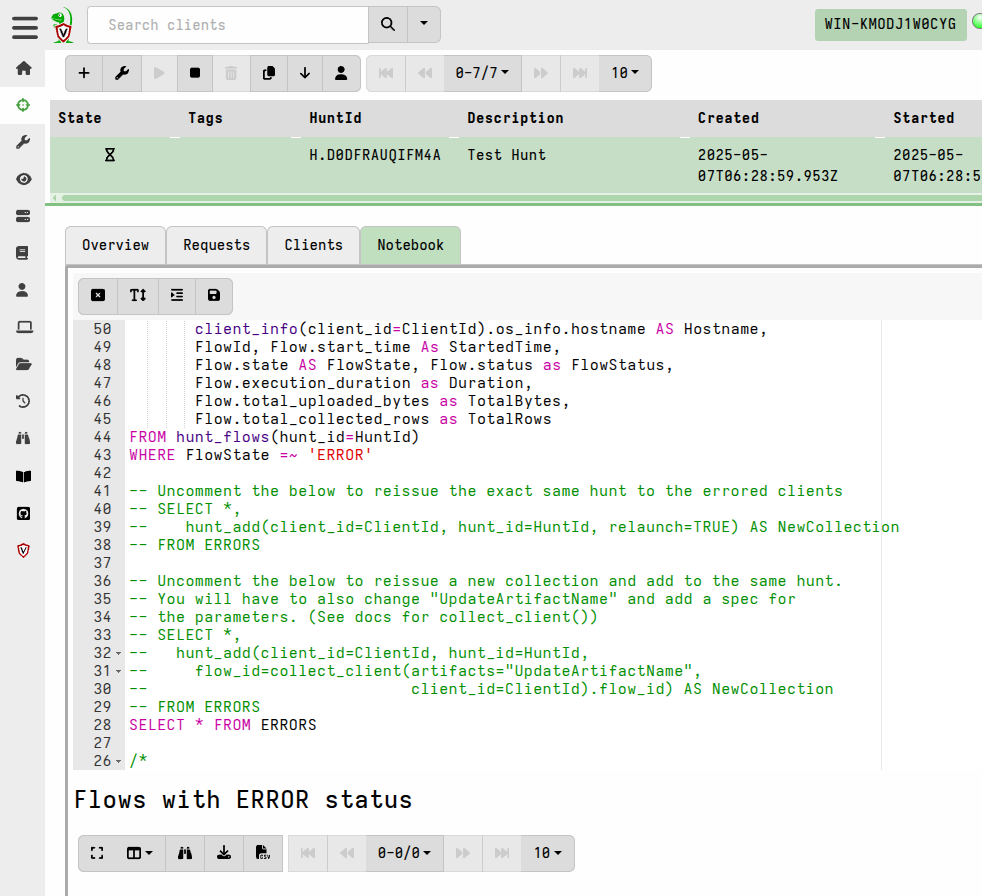 Search clients
WIN-KMODJ1W0CYG
0-7/7
10
State Tags HuntId Description Created Started
H.D0DFRAUQIFM4A Test Hunt 2025-05- 2025-05-
07T06:28:59.953Z 07T06:28:5
Overview Requests Clients Notebook
50 client_info(client_id=ClientId).os_info.hostname AS Hostname,
49 FlowId, Flow.start_time As StartedTime,
48 Flow.state AS FlowState, Flow.status as FlowStatus,
47 Flow.execution_duration as Duration,
46 Flow.total_uploaded_bytes as TotalBytes,
45 Flow.total_collected_rows as TotalRows
44 FROM hunt_flows(hunt_id=HuntId)
43 WHERE FlowState =~ 'ERROR'
42
41 -- Uncomment the below to reissue the exact same hunt to the errored clients
40 -- SELECT *,
39 -- hunt_add(client_id=ClientId, hunt_id=HuntId, relaunch=TRUE) AS NewCollection
38 -- FROM ERRORS
37
36 -- Uncomment the below to reissue a new collection and add to the same hunt.
35 -- You will have to also change "UpdateArtifactName" and add a spec for
34 -- the parameters. (See docs for collect_client())
33 -- SELECT *,
32 -- hunt_add(client_id=ClientId, hunt_id=HuntId,
31 -- flow_id=collect_client(artifacts="UpdateArtifactName",
30 -- client_id=ClientId).flow_id) AS NewCollection
29 -- FROM ERRORS
28 SELECT * FROM ERRORS
27
26 /*
Flows with ERROR status
CSV
0-0/0
10